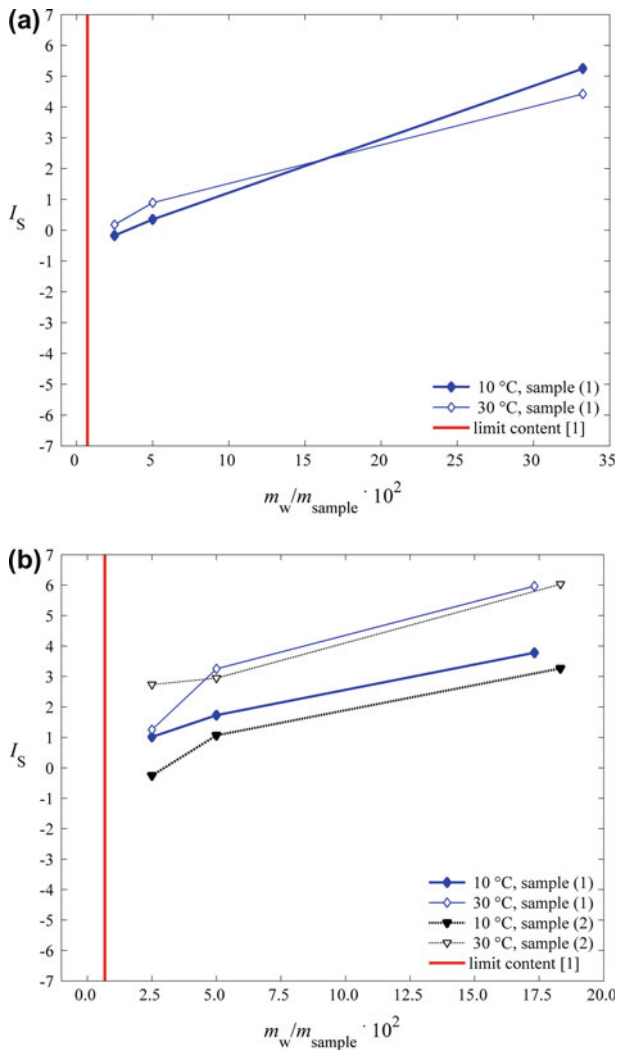 (a)
7
6
5
4
3
2
1
0
-1
-2
-3
-4
-5
-6
-7
I_S
10 °C, sample (1)
30 °C, sample (1)
limit content [1]
0 5 10 15 20 25 30 35
m_w/m_sample · 10^2
(b)
7
6
5
4
3
2
1
0
-1
-2
-3
-4
-5
-6
-7
I_S
10 °C, sample (1)
30 °C, sample (1)
10 °C, sample (2)
30 °C, sample (2)
limit content [1]
0.0 2.5 5.0 7.5 10.0 12.5 15.0 17.5 20.0
m_w/m_sample · 10^2